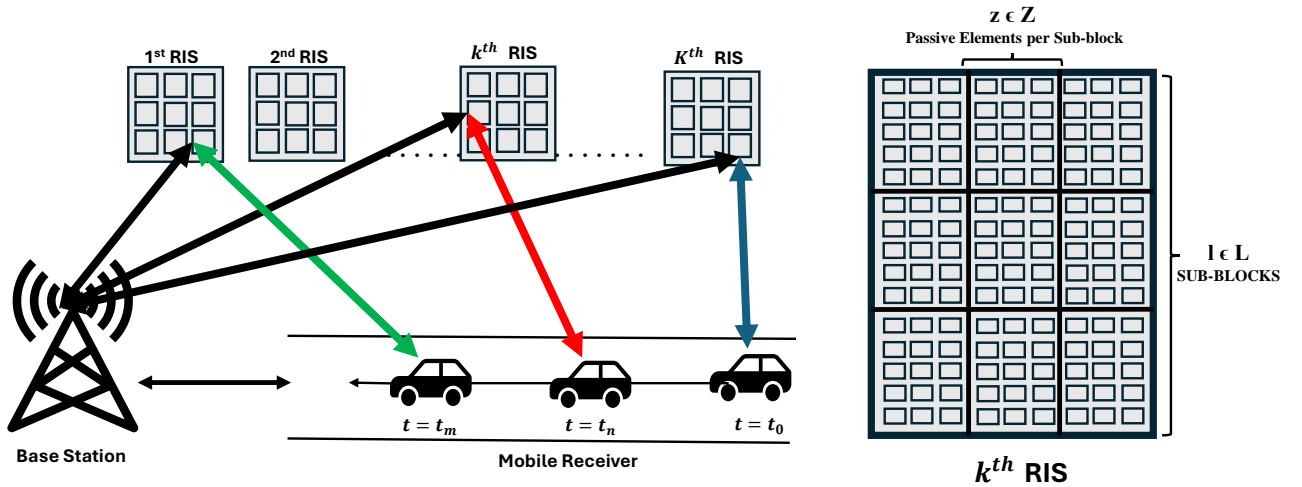 1st RIS
2nd RIS
kth RIS
Kth RIS
z ϵ Z
Passive Elements per Sub-block
l ϵ L
SUB-BLOCKS
t = tm
t = tn
t = t0
Base Station
Mobile Receiver
kth RIS